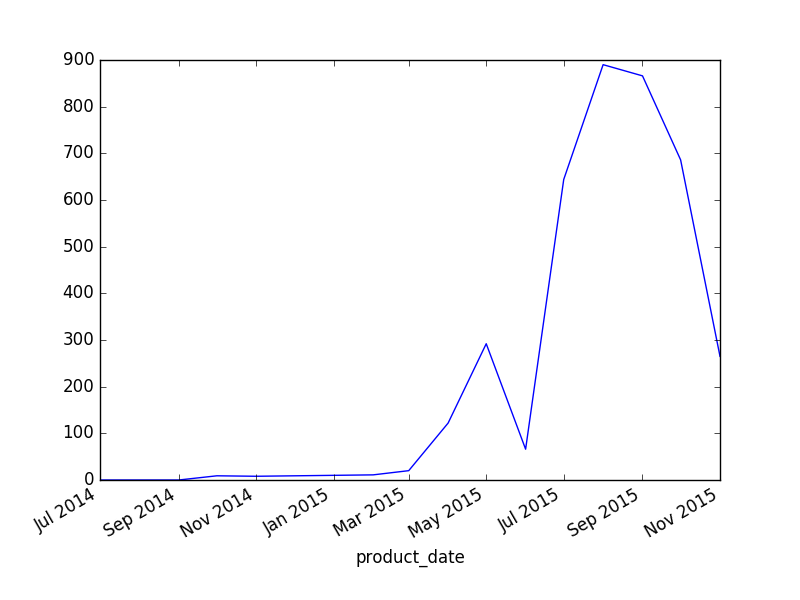 900
800
700
600
500
400
300
200
100
0
Jul 2014
Sep 2014
Nov 2014
Jan 2015
Mar 2015
May 2015
Jul 2015
Sep 2015
Nov 2015
product_date